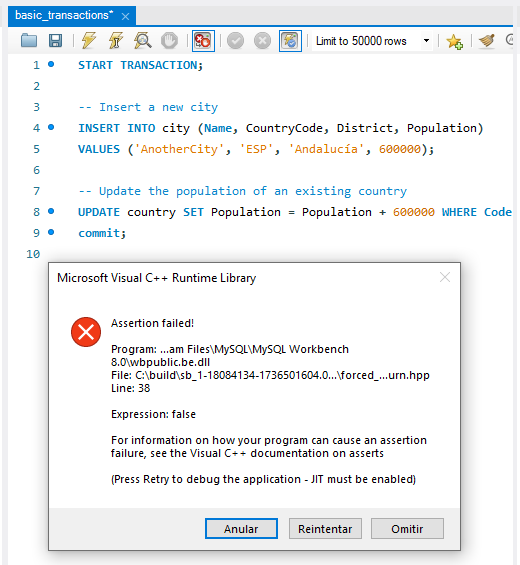 basic_transactions*
Limit to 50000 rows
1 START TRANSACTION;
2
3 -- Insert a new city
4 INSERT INTO city (Name, CountryCode, District, Population)
5 VALUES ('AnotherCity', 'ESP', 'Andalucía', 600000);
6
7 -- Update the population of an existing country
8 UPDATE country SET Population = Population + 600000 WHERE Code
9 commit;
10
Microsoft Visual C++ Runtime Library
Assertion failed!
Program: ...am Files\MySQL\MySQL Workbench
8.0\wbpublic.be.dll
File: C:\build\sb_1-18084134-1736501604.0...\forced_...urn.hpp
Line: 38
Expression: false
For information on how your program can cause an assertion
failure, see the Visual C++ documentation on asserts
(Press Retry to debug the application - JIT must be enabled)
Anular
Reintentar
Omitir